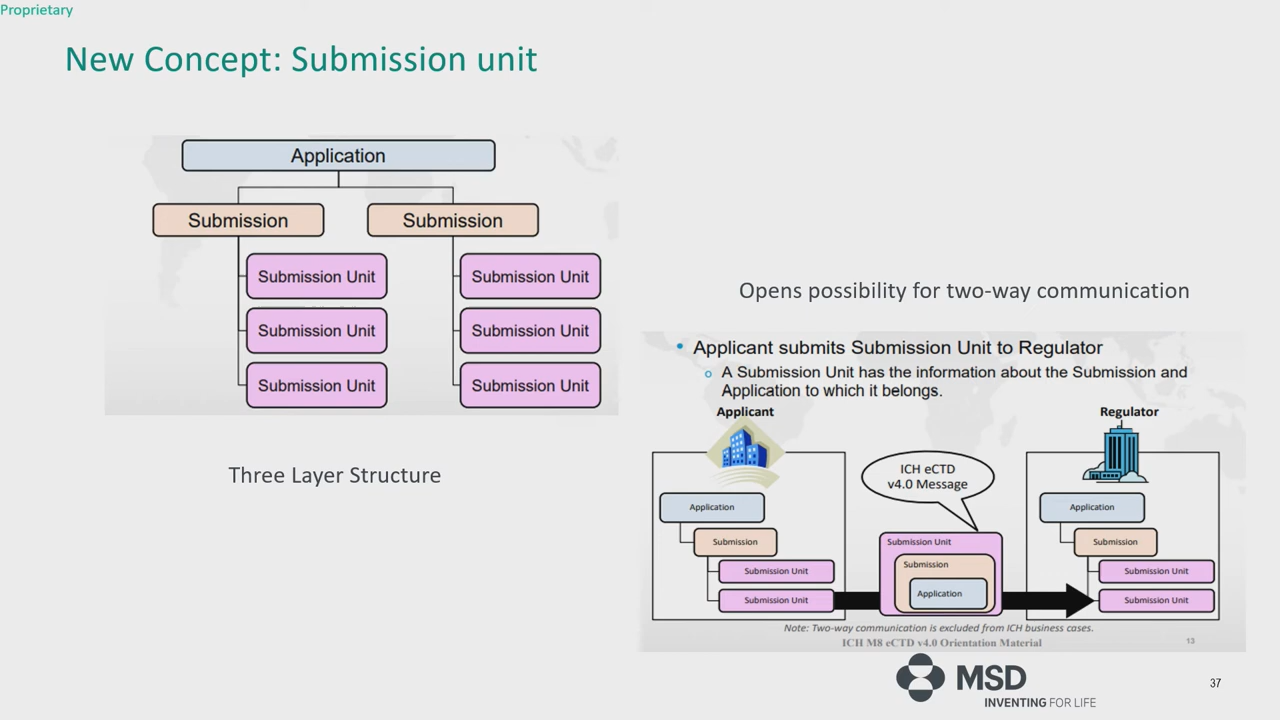 Proprietary
New Concept: Submission unit
Application
Submission
Submission
Submission Unit
Submission Unit
Submission Unit
Submission Unit
Submission Unit
Submission Unit
Three Layer Structure
Opens possibility for two-way communication
• Applicant submits Submission Unit to Regulator
o A Submission Unit has the information about the Submission and
Application to which it belongs.
Applicant
Regulator
ICH eCTD
v4.0 Message
Application
Submission
Submission Unit
Submission Unit
Submission Unit
Submission
Application
Application
Submission
Submission Unit
Submission Unit
Note: Two-way communication is excluded from ICH business cases.
ICH M8 eCTD v4.0 Orientation Material
13
MSD
INVENTING FOR LIFE
37